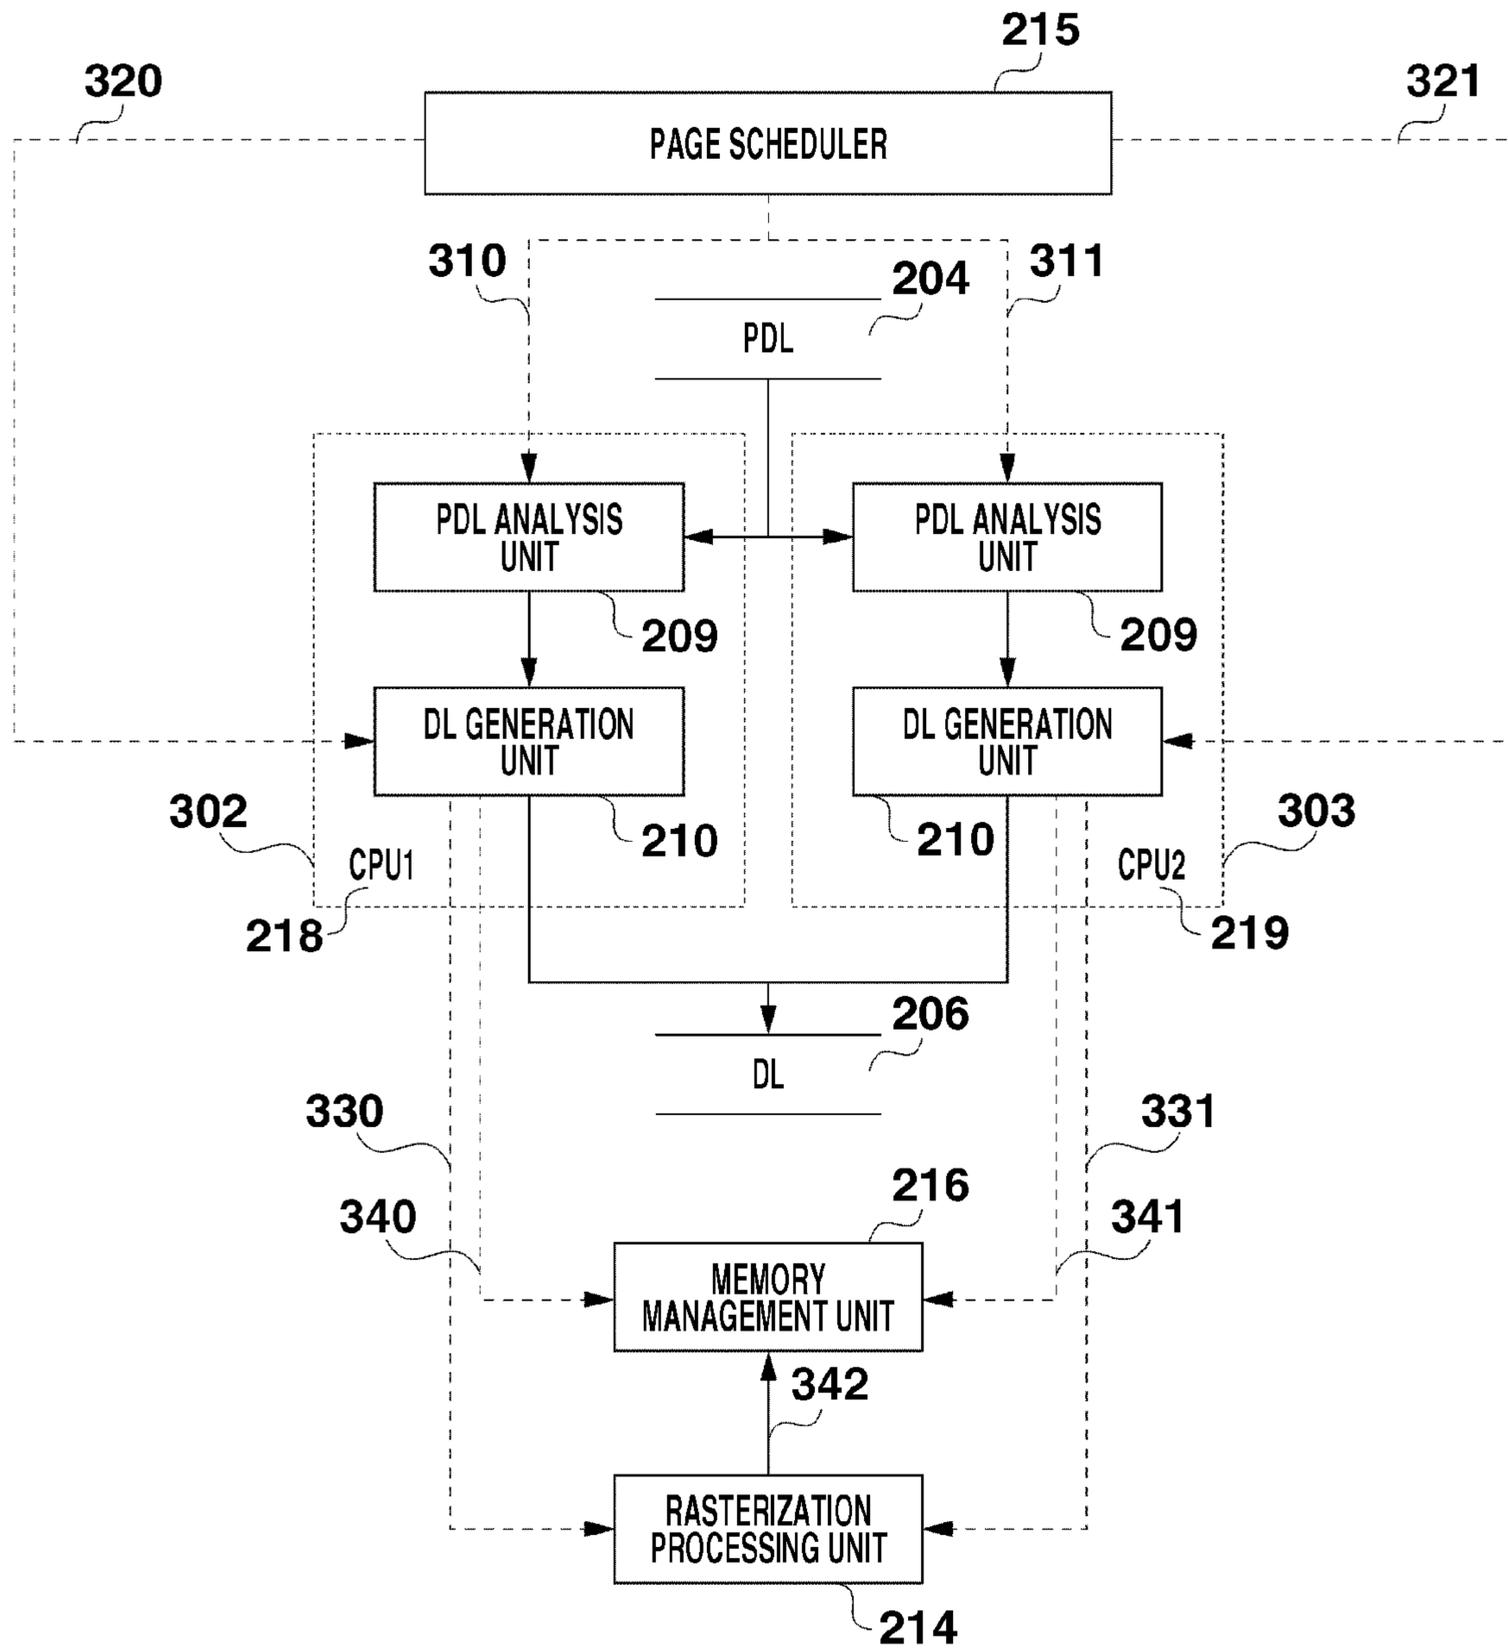 215
320
321
PAGE SCHEDULER
310
204
311
PDL
PDL ANALYSIS
UNIT
PDL ANALYSIS
UNIT
209
209
DL GENERATION
UNIT
DL GENERATION
UNIT
302
210
210
303
CPU1
CPU2
218
219
206
DL
330
331
216
340
341
MEMORY
MANAGEMENT UNIT
342
RASTERIZATION
PROCESSING UNIT
214